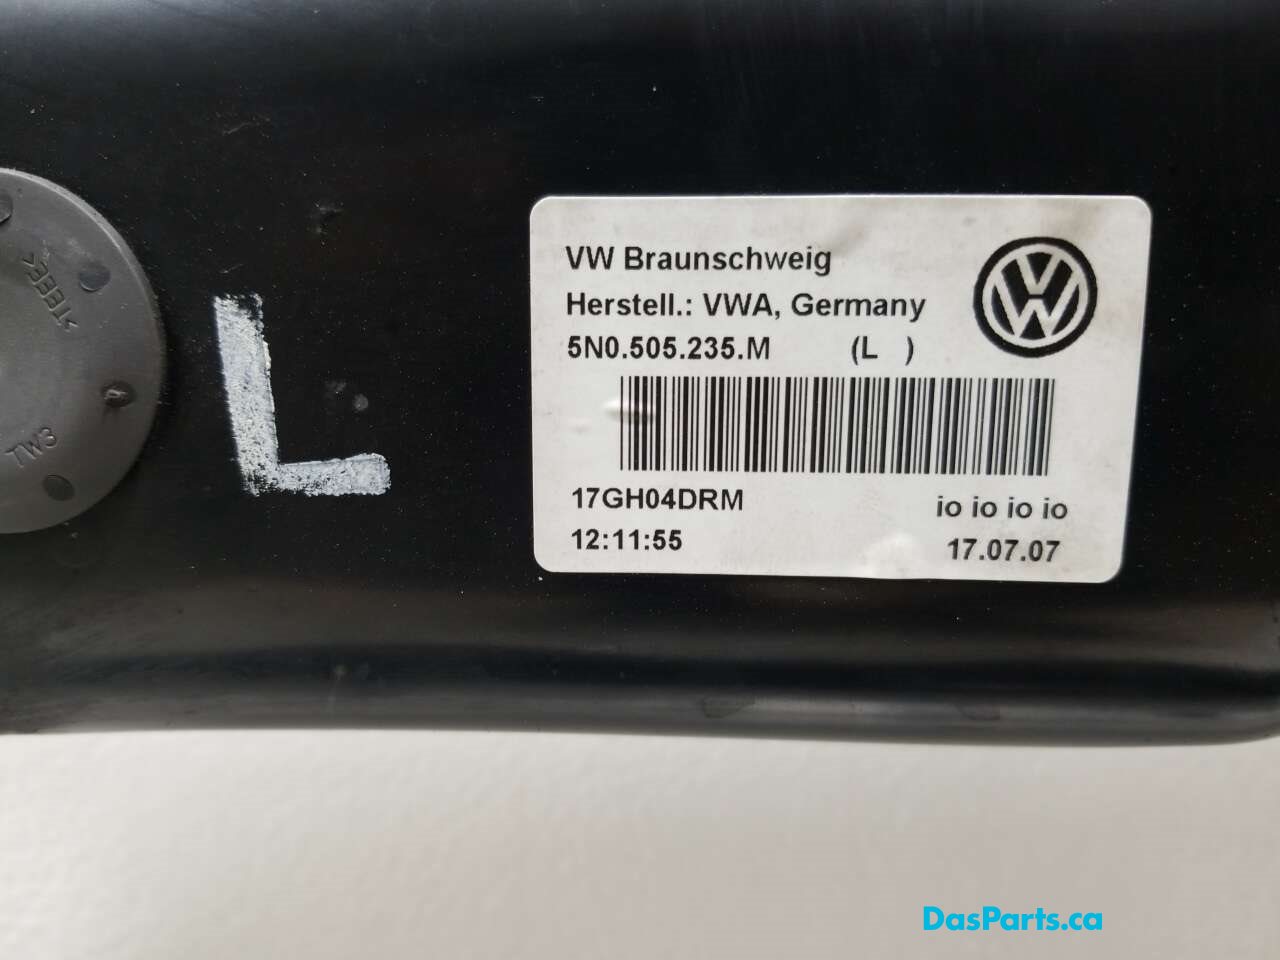 VW Braunschweig
Herstell.: VWA, Germany
5N0.505.235.M (L )
17GH04DRM io io io io
12:11:55 17.07.07
L
TW3
DasParts.ca